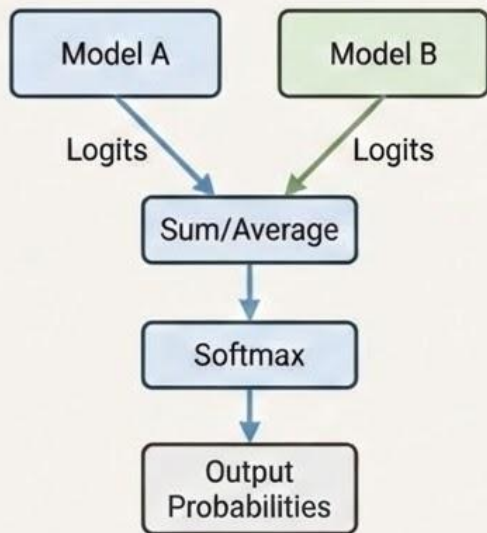 Model A
Model B
Logits
Logits
Sum/Average
Softmax
Output
Probabilities